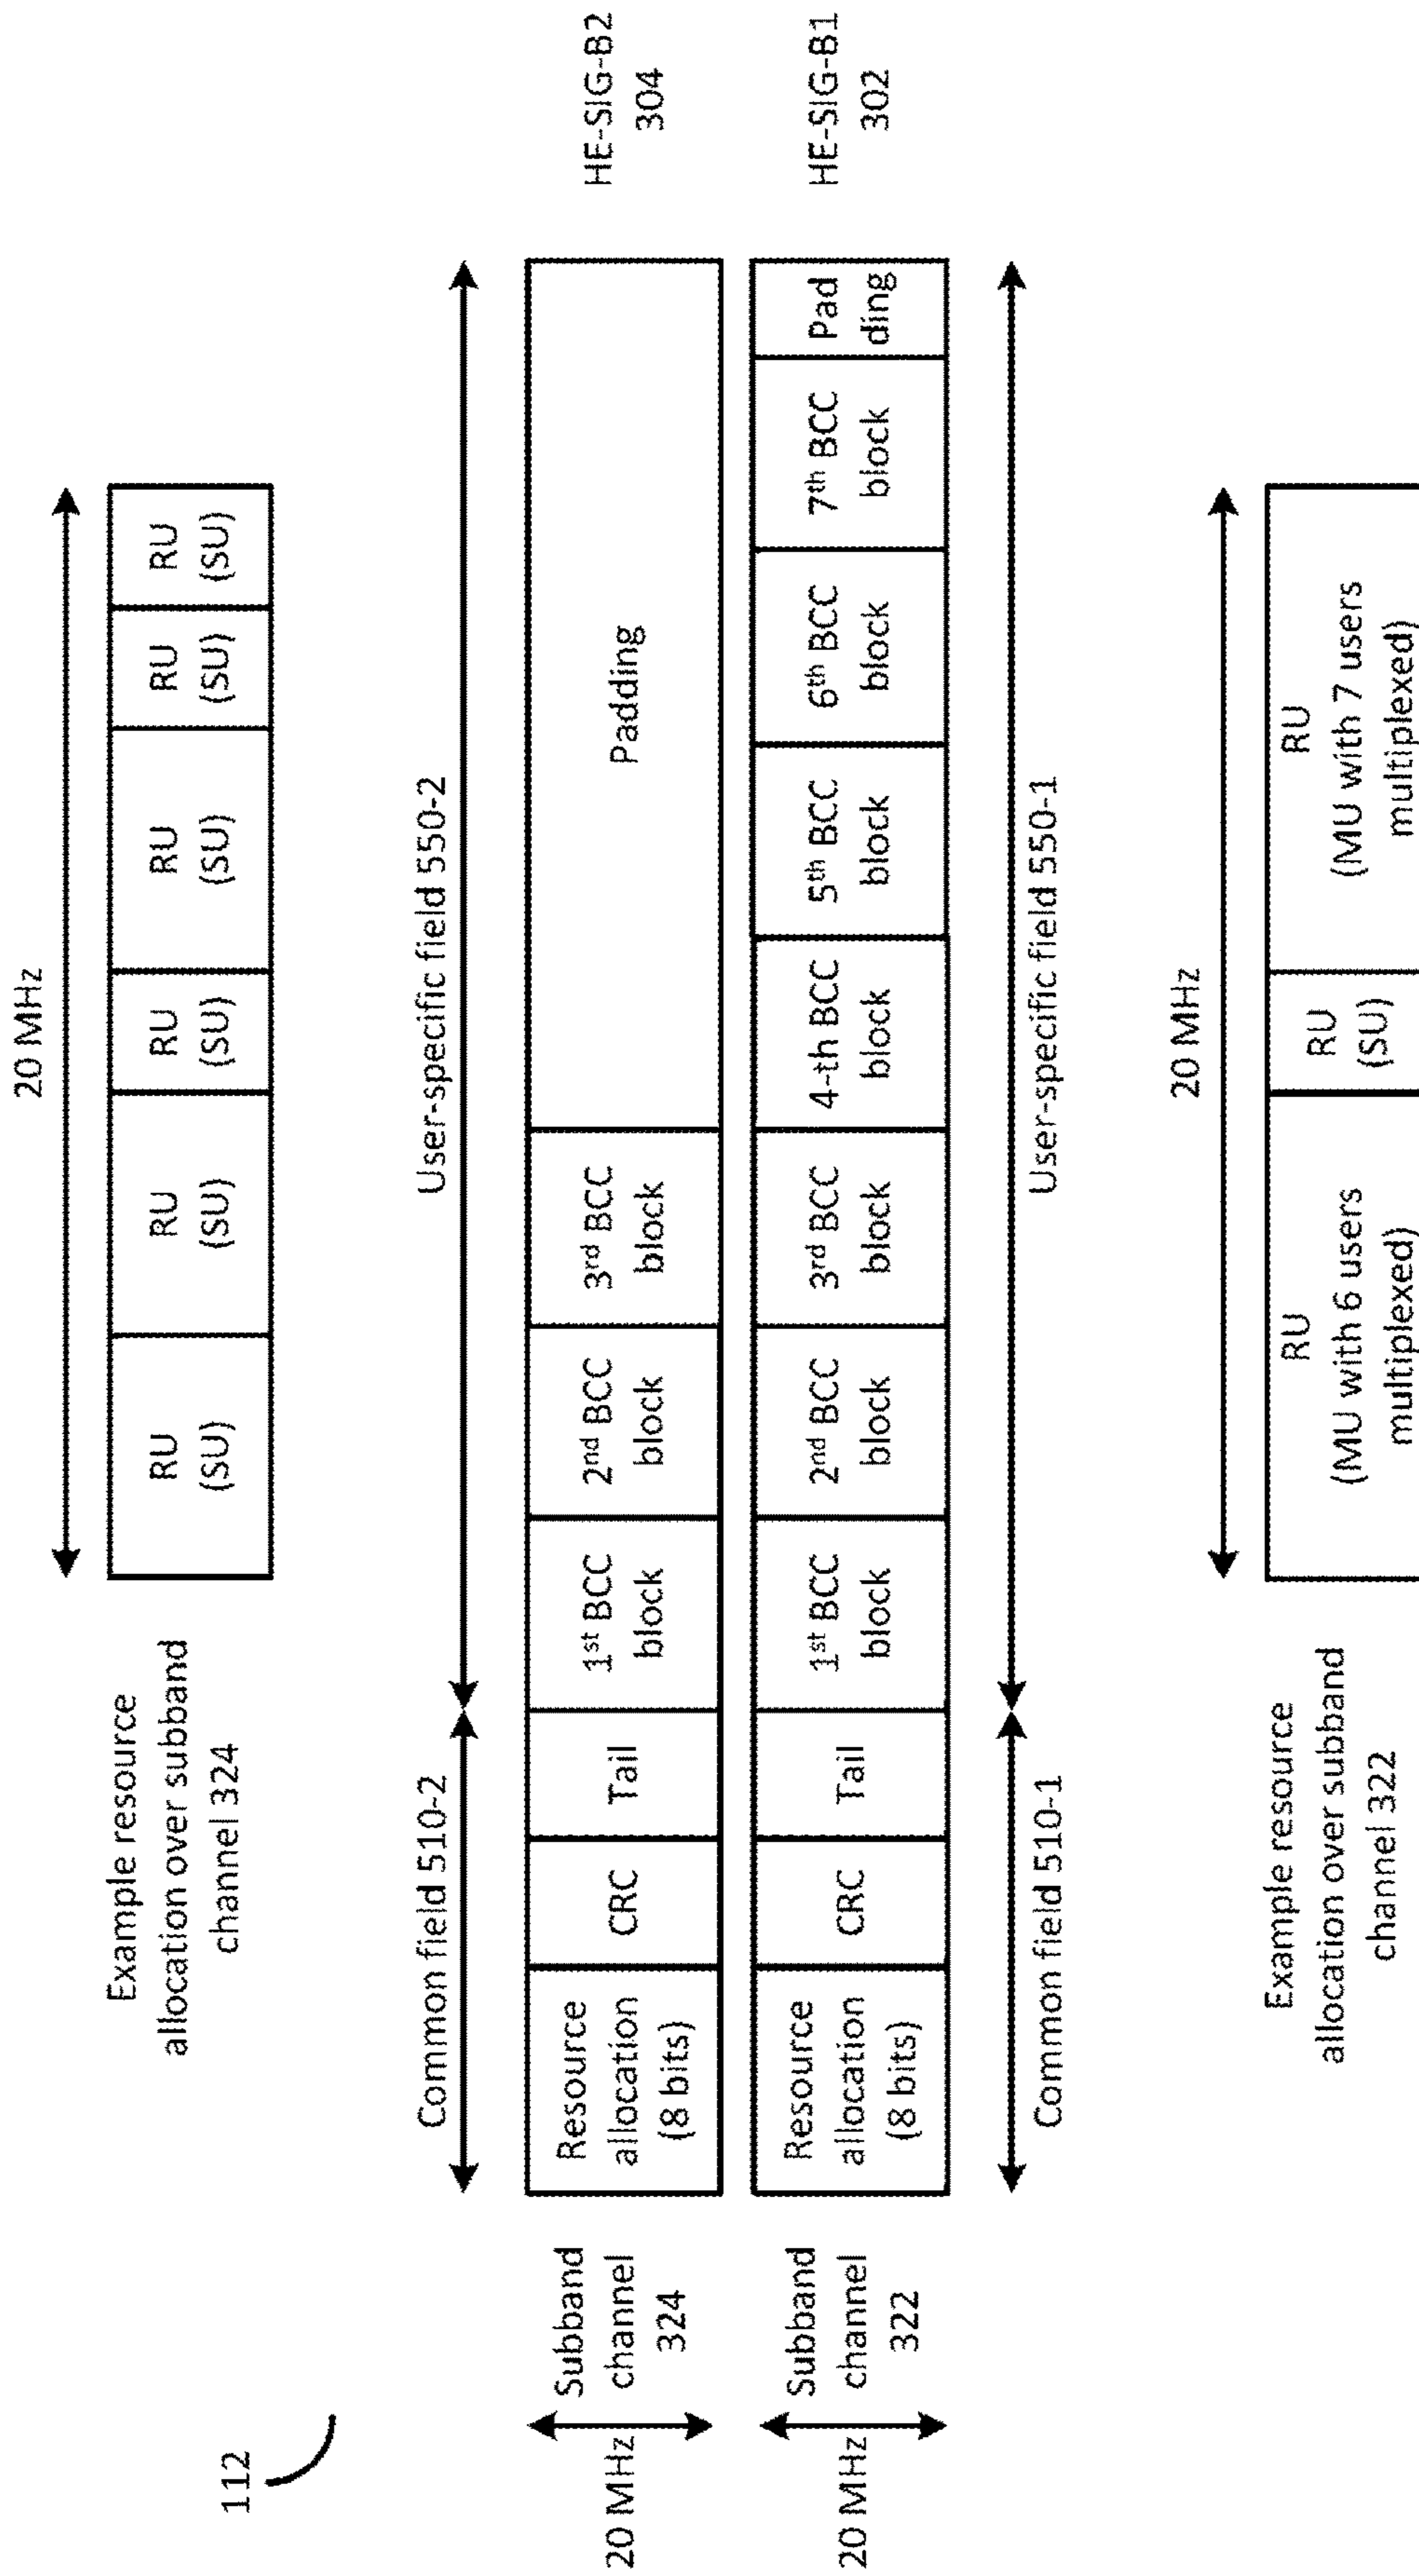 112
20 MHz
Example resource
allocation over subband
channel 324
RU
(SU)
RU
(SU)
RU
(SU)
RU
(SU)
RU
(SU)
RU
(SU)
Common field 510-2
User-specific field 550-2
20 MHz
Subband
channel
324
Resource
allocation
(8 bits)
CRC
Tail
1st BCC
block
2nd BCC
block
3rd BCC
block
Padding
HE-SIG-B2
304
20 MHz
Subband
channel
322
Resource
allocation
(8 bits)
CRC
Tail
1st BCC
block
2nd BCC
block
3rd BCC
block
4-th BCC
block
5th BCC
block
6th BCC
block
7th BCC
block
Pad
ding
HE-SIG-B1
302
Common field 510-1
User-specific field 550-1
20 MHz
Example resource
allocation over subband
channel 322
RU
(MU with 6 users
multiplexed)
RU
(SU)
RU
(MU with 7 users
multiplexed)